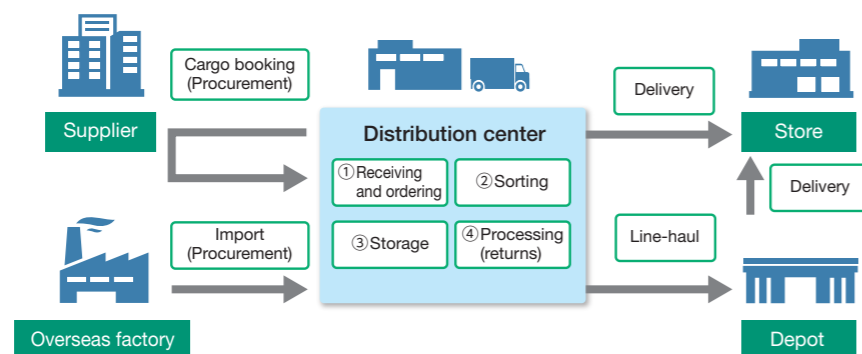 Cargo booking
(Procurement)
Supplier
Delivery
Store
Distribution center
①Receiving
and ordering
②Sorting
③Storage
④Processing
(returns)
Delivery
Import
(Procurement)
Line-haul
Overseas factory
Depot